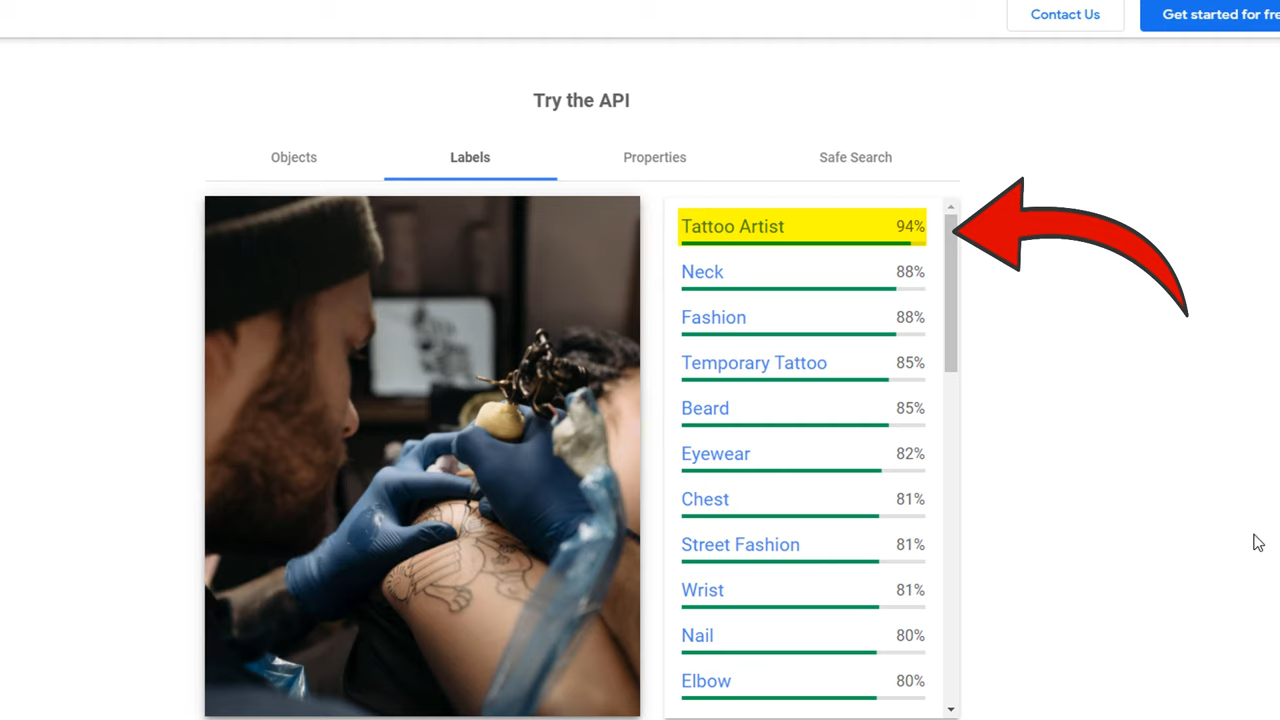 Contact Us
Get started for fre
Try the API
Objects Labels Properties Safe Search
Tattoo Artist 94%
Neck 88%
Fashion 88%
Temporary Tattoo 85%
Beard 85%
Eyewear 82%
Chest 81%
Street Fashion 81%
Wrist 81%
Nail 80%
Elbow 80%